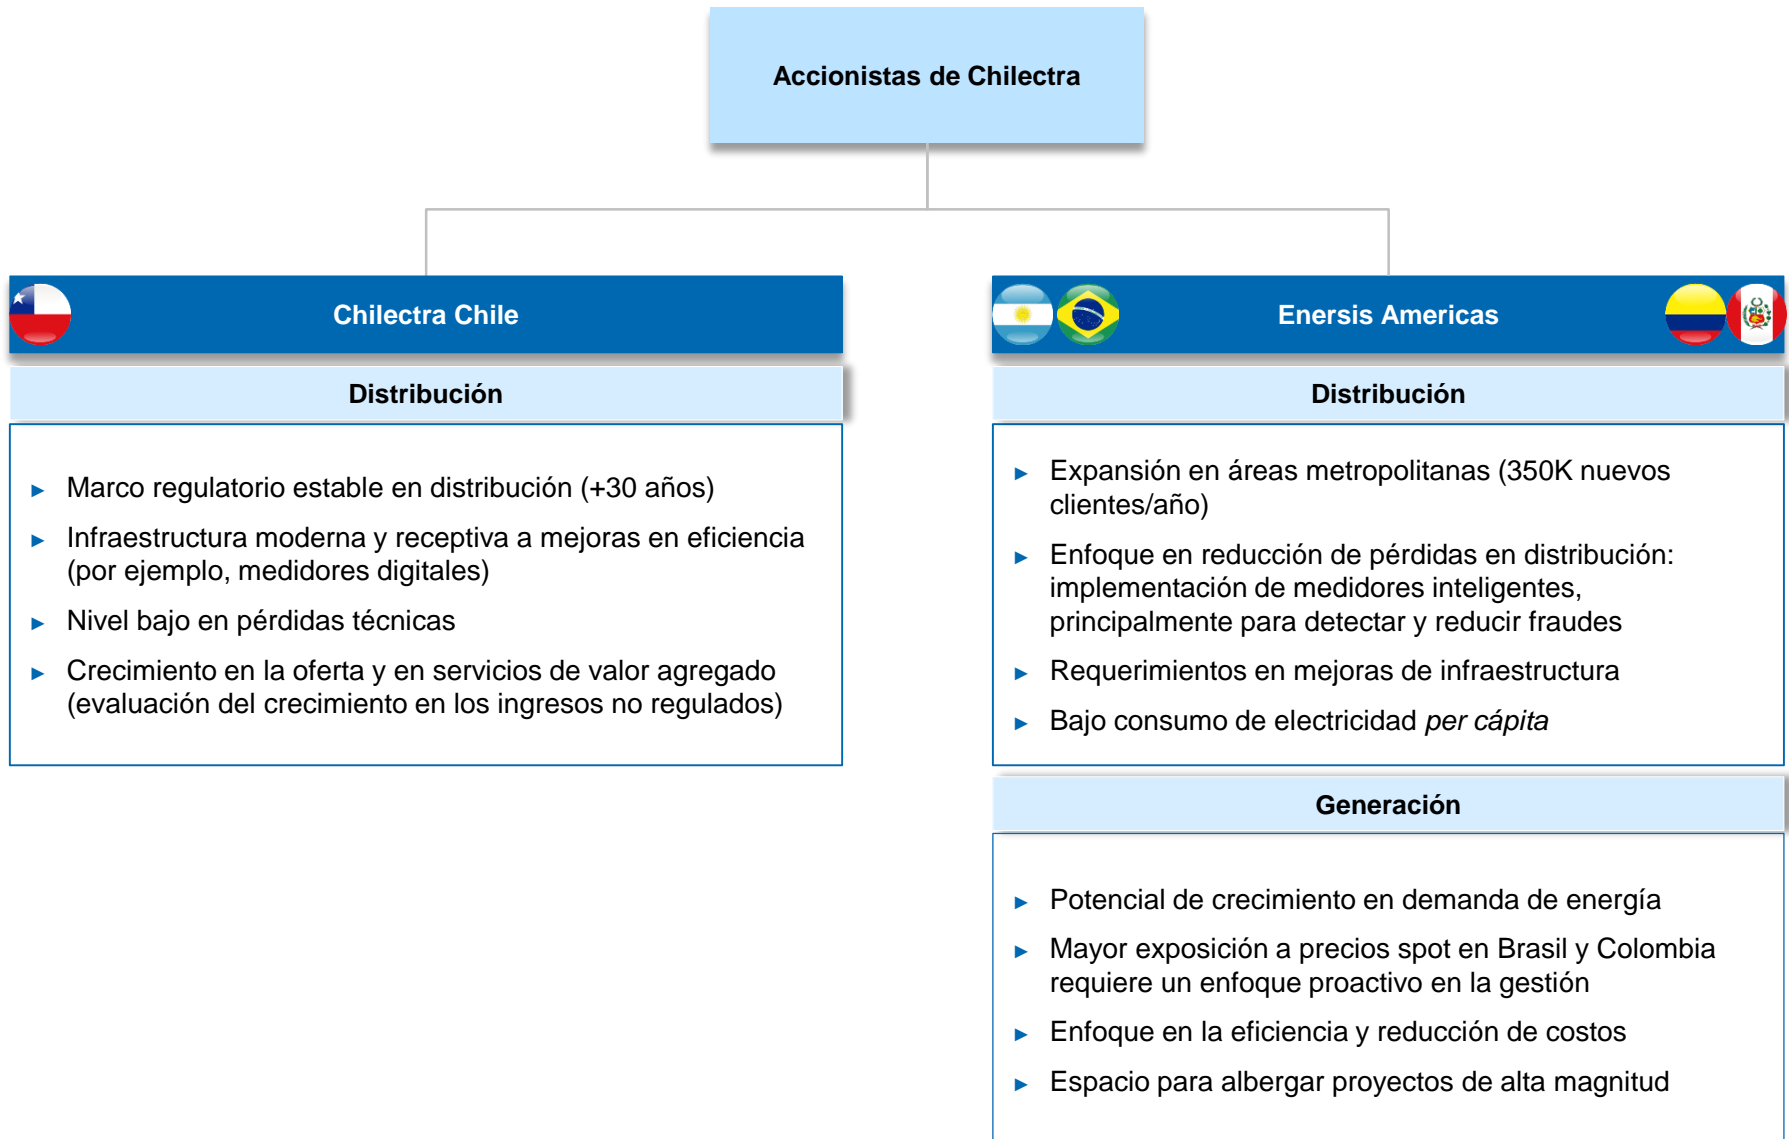 Accionistas de Chilectra
Chilectra Chile
Distribución
► Marco regulatorio estable en distribución (+30 años)
► Infraestructura moderna y receptiva a mejoras en eficiencia
(por ejemplo, medidores digitales)
► Nivel bajo en pérdidas técnicas
► Crecimiento en la oferta y en servicios de valor agregado
(evaluación del crecimiento en los ingresos no regulados)
Enersis Americas
Distribución
► Expansión en áreas metropolitanas (350K nuevos
clientes/año)
► Enfoque en reducción de pérdidas en distribución:
implementación de medidores inteligentes,
principalmente para detectar y reducir fraudes
► Requerimientos en mejoras de infraestructura
► Bajo consumo de electricidad per cápita
Generación
► Potencial de crecimiento en demanda de energía
► Mayor exposición a precios spot en Brasil y Colombia
requiere un enfoque proactivo en la gestión
► Enfoque en la eficiencia y reducción de costos
► Espacio para albergar proyectos de alta magnitud